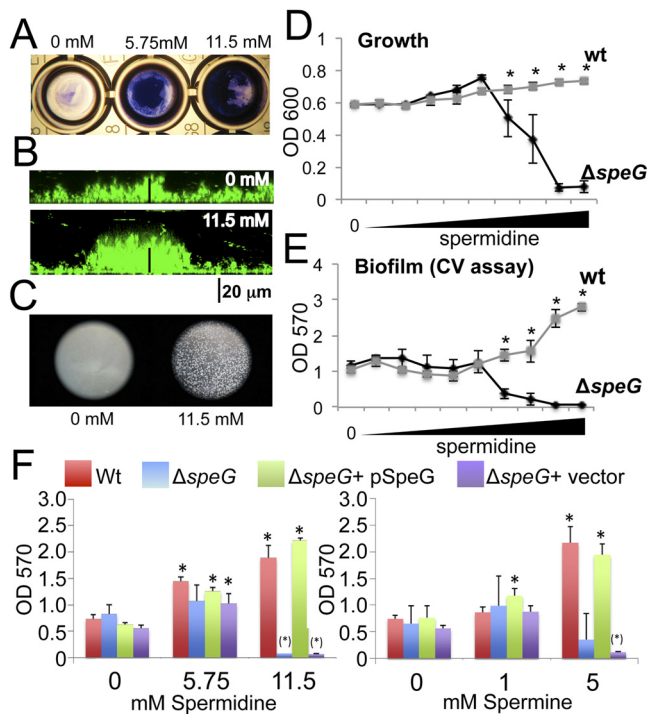 A
0 mM 5.75mM 11.5 mM
B
0 mM
11.5 mM
20 μm
C
0 mM 11.5 mM
D
Growth
wt
* * * *
OD 600
1.0
0.8
0.6
0.4
0.2
0
ΔspeG
0
spermidine
E
Biofilm (CV assay)
wt
* * * *
OD 570
4
3
2
1
0
ΔspeG
0
spermidine
F
Wt ΔspeG ΔspeG+ pSpeG ΔspeG+ vector
OD 570
3.0
2.5
2.0
1.5
1.0
0.5
0
* * *
* *
(*) (*)
0 5.75 11.5
mM Spermidine
OD 570
3.0
2.5
2.0
1.5
1.0
0.5
0
*
* *
(*)
0 1 5
mM Spermine